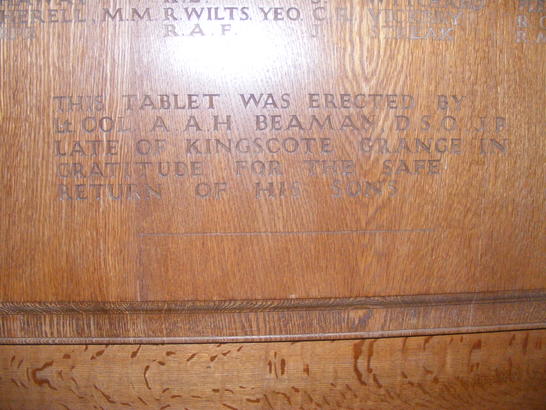 HERELL, M.M. R. WILTS. YEO.
R.A.F. J.
THIS TABLET WAS ERECTED BY
Lt COL. A. A. H. BEAMAN, D.S.O. J.P.
LATE OF KINGSCOTE GRANGE IN
GRATITUDE FOR THE SAFE
RETURN OF HIS SONS